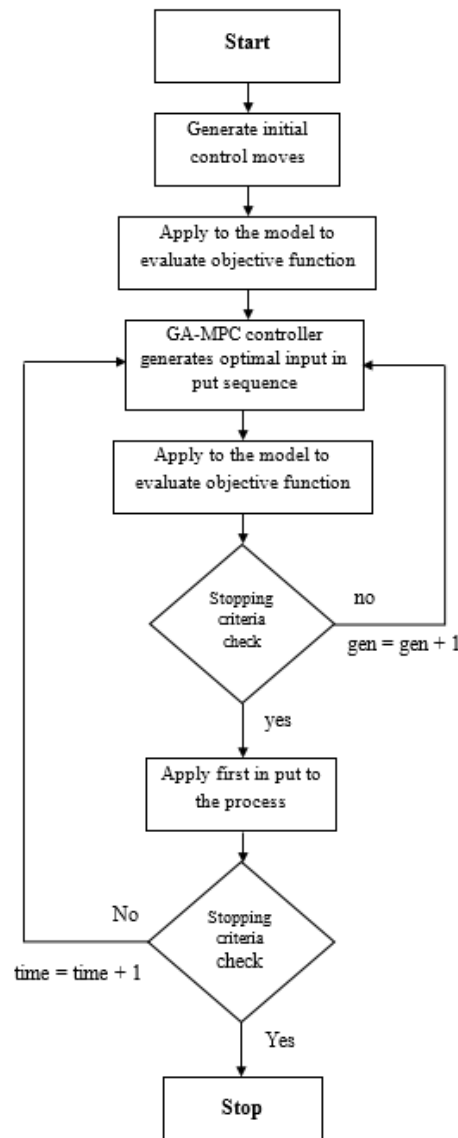 Start
Generate initial
control moves
Apply to the model to
evaluate objective function
GA-MPC controller
generates optimal input in
put sequence
Apply to the model to
evaluate objective function
Stopping
criteria
check
no
gen = gen + 1
yes
Apply first in put to
the process
No
Stopping
criteria
check
time = time + 1
Yes
Stop